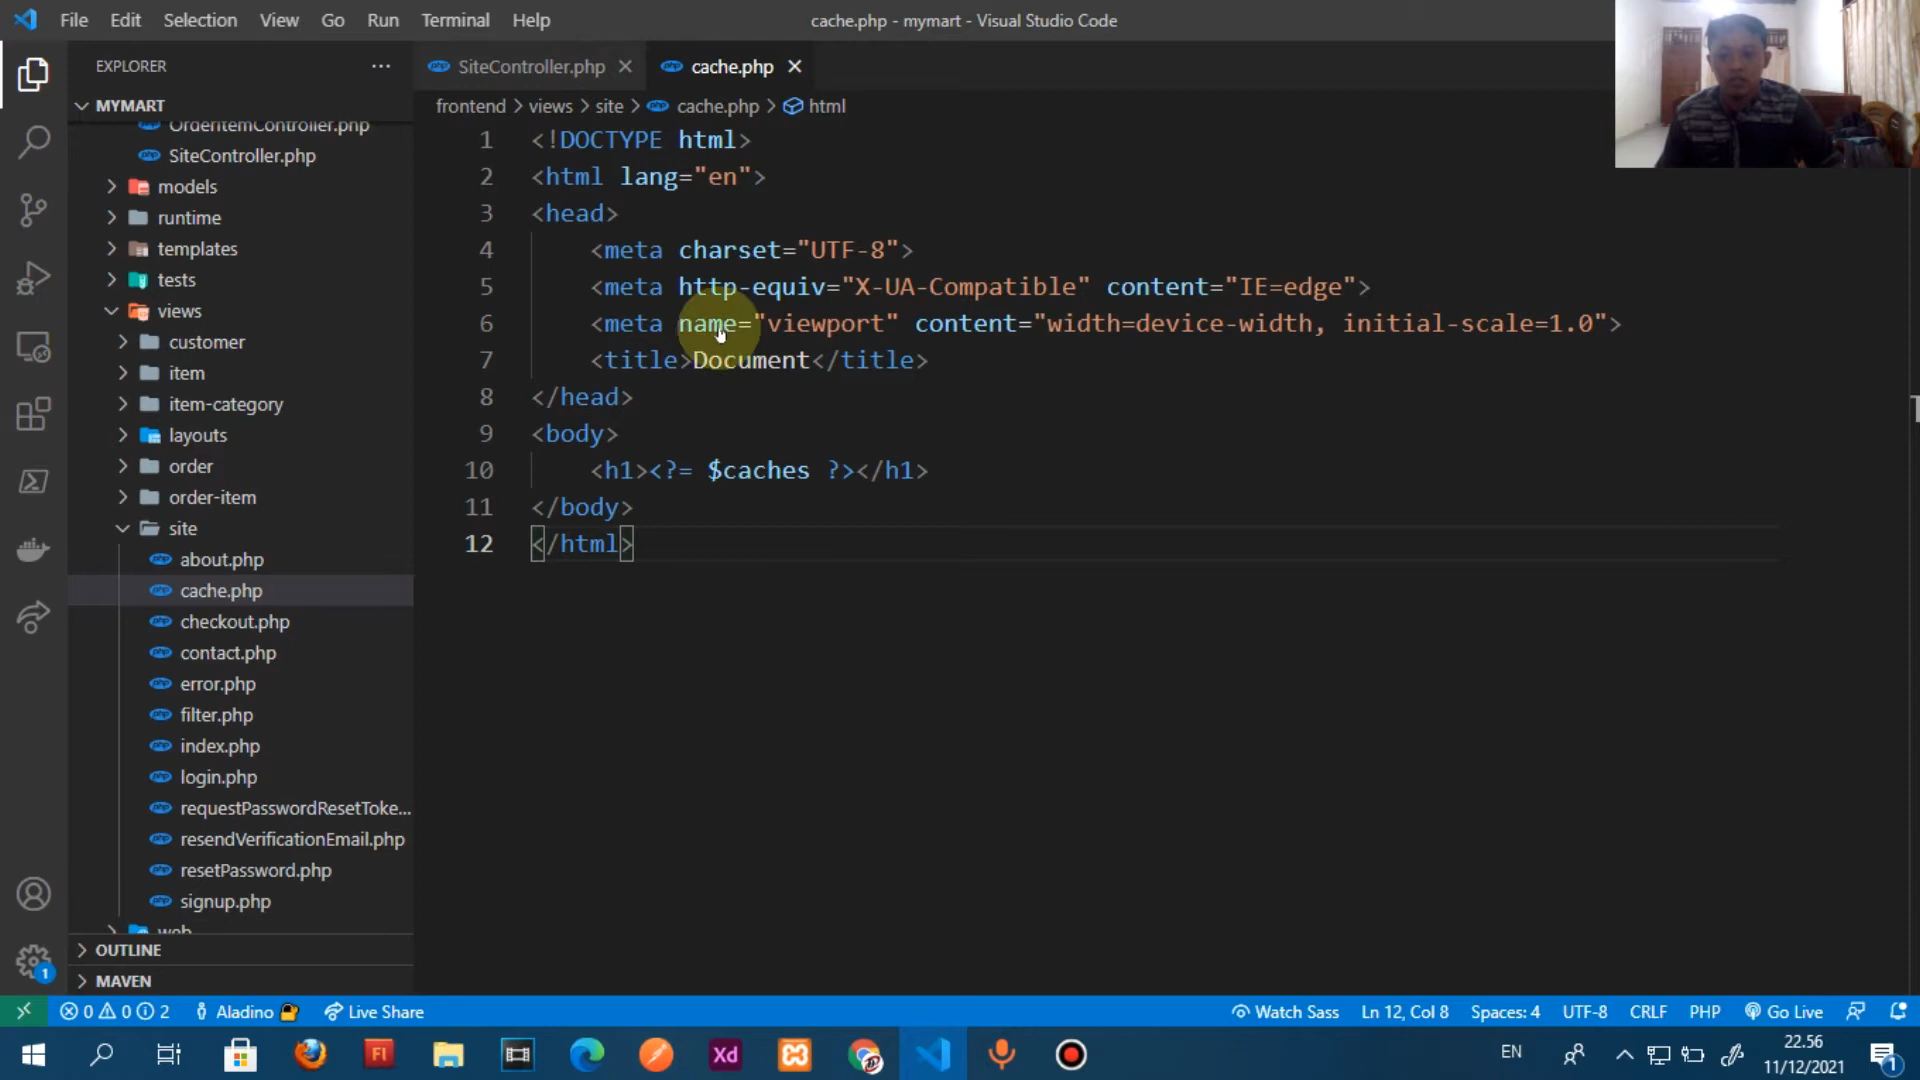 File Edit Selection View Go Run Terminal Help
cache.php - mymart - Visual Studio Code
EXPLORER
SiteController.php
cache.php
MYMART
frontend > views > site > cache.php > html
OrderItemController.php
SiteController.php
models
runtime
templates
tests
views
customer
item
item-category
layouts
order
order-item
site
about.php
cache.php
checkout.php
contact.php
error.php
filter.php
index.php
login.php
requestPasswordResetToke...
resendVerificationEmail.php
resetPassword.php
signup.php
web
OUTLINE
MAVEN
1 <!DOCTYPE html>
2 <html lang="en">
3 <head>
4 <meta charset="UTF-8">
5 <meta http-equiv="X-UA-Compatible" content="IE=edge">
6 <meta name="viewport" content="width=device-width, initial-scale=1.0">
7 <title>Document</title>
8 </head>
9 <body>
10 <h1><?= $caches ?></h1>
11 </body>
12 </html>
1
0 0 2 Aladino Live Share Watch Sass Ln 12, Col 8 Spaces: 4 UTF-8 CRLF PHP Go Live
Fl Xd EN 22.56
11/12/2021 1